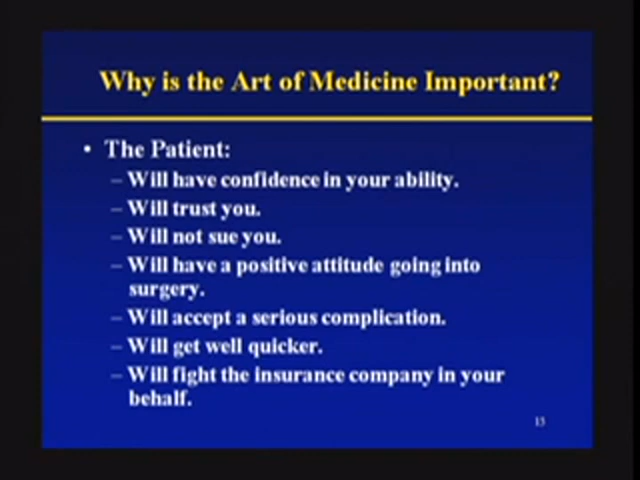 Why is the Art of Medicine Important?
• The Patient:
– Will have confidence in your ability.
– Will trust you.
– Will not sue you.
– Will have a positive attitude going into
surgery.
– Will accept a serious complication.
– Will get well quicker.
– Will fight the insurance company in your
behalf.
13